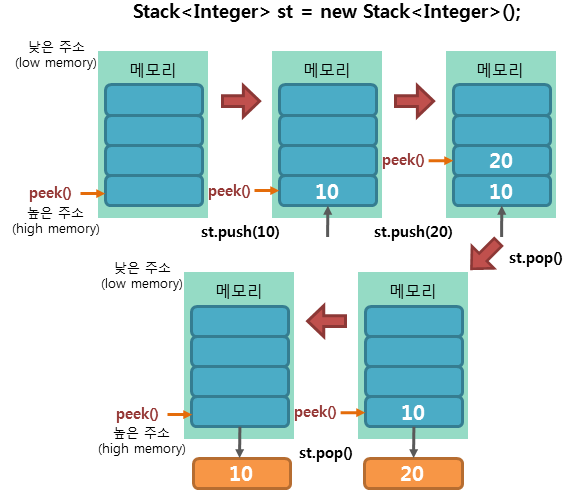 Stack<Integer> st = new Stack<Integer>();
낮은 주소
(low memory)
메모리
메모리
메모리
peek()
높은 주소
(high memory)
peek()
10
st.push(10)
peek()
20
10
st.push(20)
st.pop()
낮은 주소
(low memory)
메모리
메모리
peek()
높은 주소
(high memory)
peek()
10
st.pop()
10
20